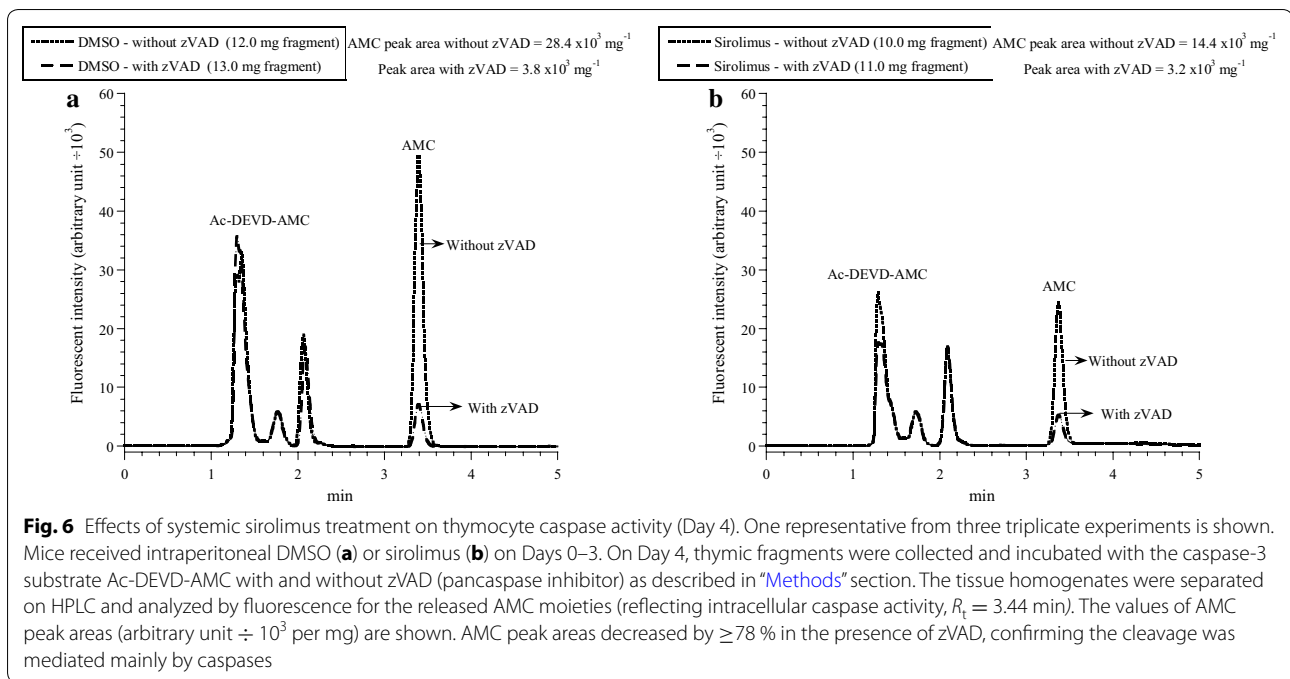 DMSO - without zVAD (12.0 mg fragment) AMC peak area without zVAD = 28.4 x10³ mg⁻¹
DMSO - with zVAD (13.0 mg fragment) Peak area with zVAD = 3.8 x10³ mg⁻¹
a
Fluorescent intensity (arbitrary unit ÷10³)
60
50
40
30
20
10
0
AMC
Ac-DEVD-AMC
Without zVAD
With zVAD
0 1 2 3 4 5
min
Sirolimus - without zVAD (10.0 mg fragment) AMC peak area without zVAD = 14.4 x10³ mg⁻¹
Sirolimus - with zVAD (11.0 mg fragment) Peak area with zVAD = 3.2 x10³ mg⁻¹
b
Fluorescent intensity (arbitrary unit ÷10³)
60
50
40
30
20
10
0
Ac-DEVD-AMC
AMC
Without zVAD
With zVAD
0 1 2 3 4 5
min
Fig. 6 Effects of systemic sirolimus treatment on thymocyte caspase activity (Day 4). One representative from three triplicate experiments is shown.
Mice received intraperitoneal DMSO (a) or sirolimus (b) on Days 0–3. On Day 4, thymic fragments were collected and incubated with the caspase-3
substrate Ac-DEVD-AMC with and without zVAD (pancaspase inhibitor) as described in “Methods” section. The tissue homogenates were separated
on HPLC and analyzed by fluorescence for the released AMC moieties (reflecting intracellular caspase activity, Rt = 3.44 min). The values of AMC
peak areas (arbitrary unit ÷ 10³ per mg) are shown. AMC peak areas decreased by ≥78 % in the presence of zVAD, confirming the cleavage was
mediated mainly by caspases